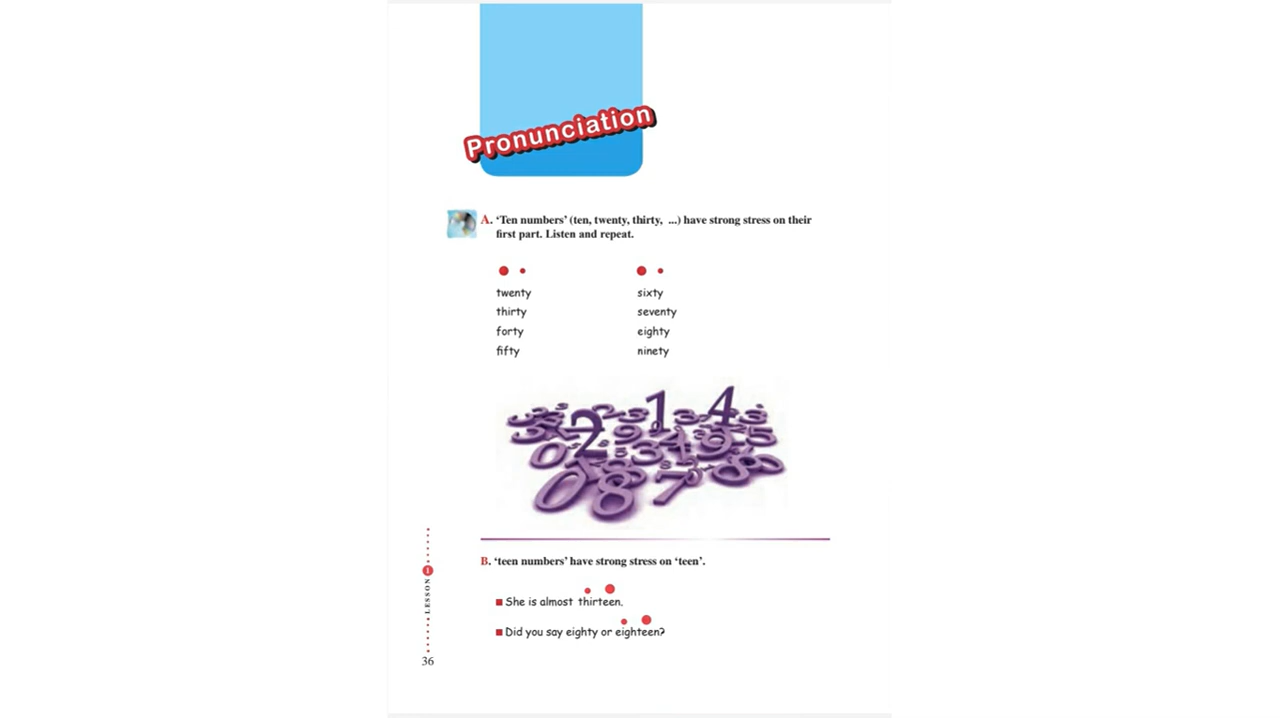 Pronunciation
A. ‘Ten numbers’ (ten, twenty, thirty, ...) have strong stress on their
first part. Listen and repeat.
twenty
thirty
forty
fifty
sixty
seventy
eighty
ninety
B. ‘teen numbers’ have strong stress on ‘teen’.
She is almost thirteen.
Did you say eighty or eighteen?
LESSON 1
36